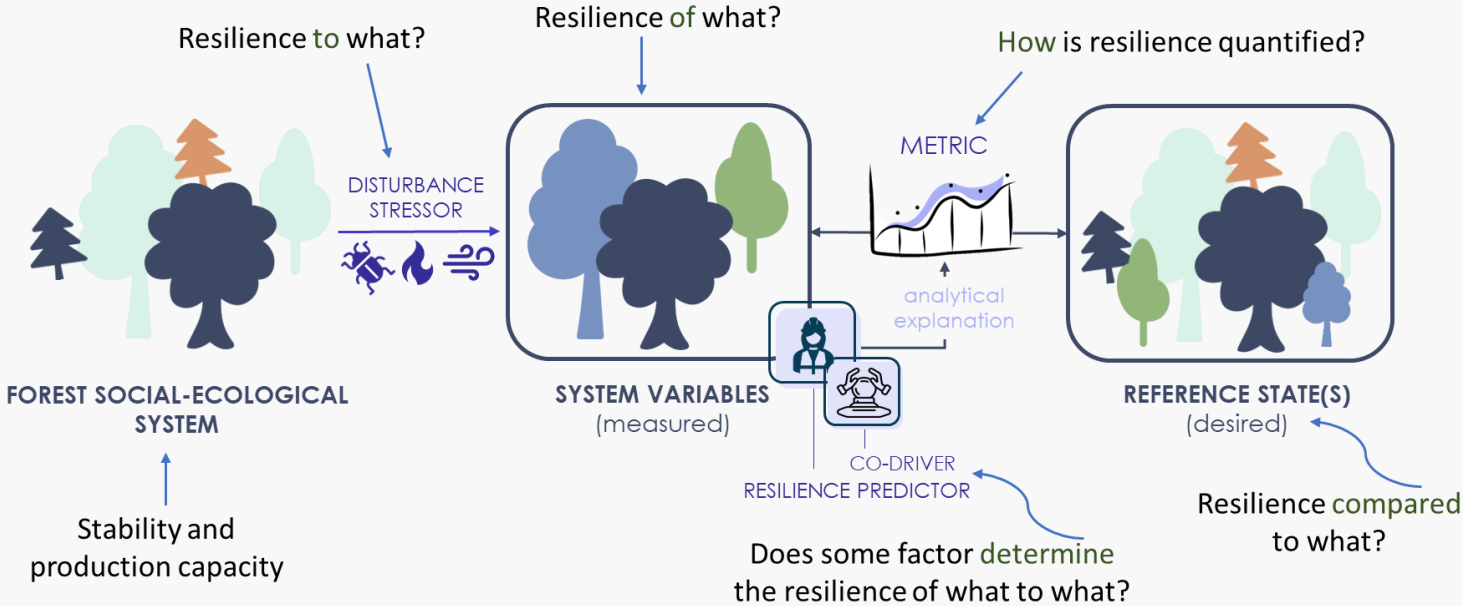 Resilience to what?
Resilience of what?
How is resilience quantified?
DISTURBANCE
STRESSOR
METRIC
analytical
explanation
FOREST SOCIAL-ECOLOGICAL
SYSTEM
SYSTEM VARIABLES
(measured)
REFERENCE STATE(S)
(desired)
CO-DRIVER
RESILIENCE PREDICTOR
Stability and
production capacity
Does some factor determine
the resilience of what to what?
Resilience compared
to what?